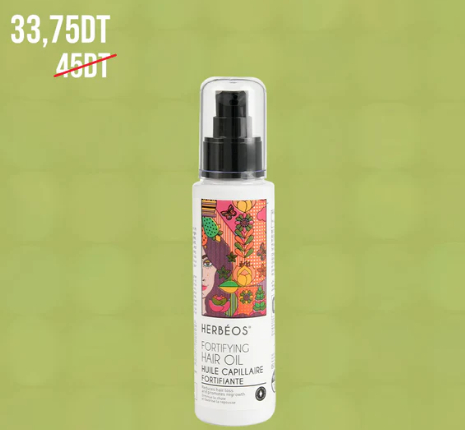 33,75DT
45DT
HERBÉOS
FORTIFYING
HAIR OIL
HUILE CAPILLAIRE
FORTIFIANTE